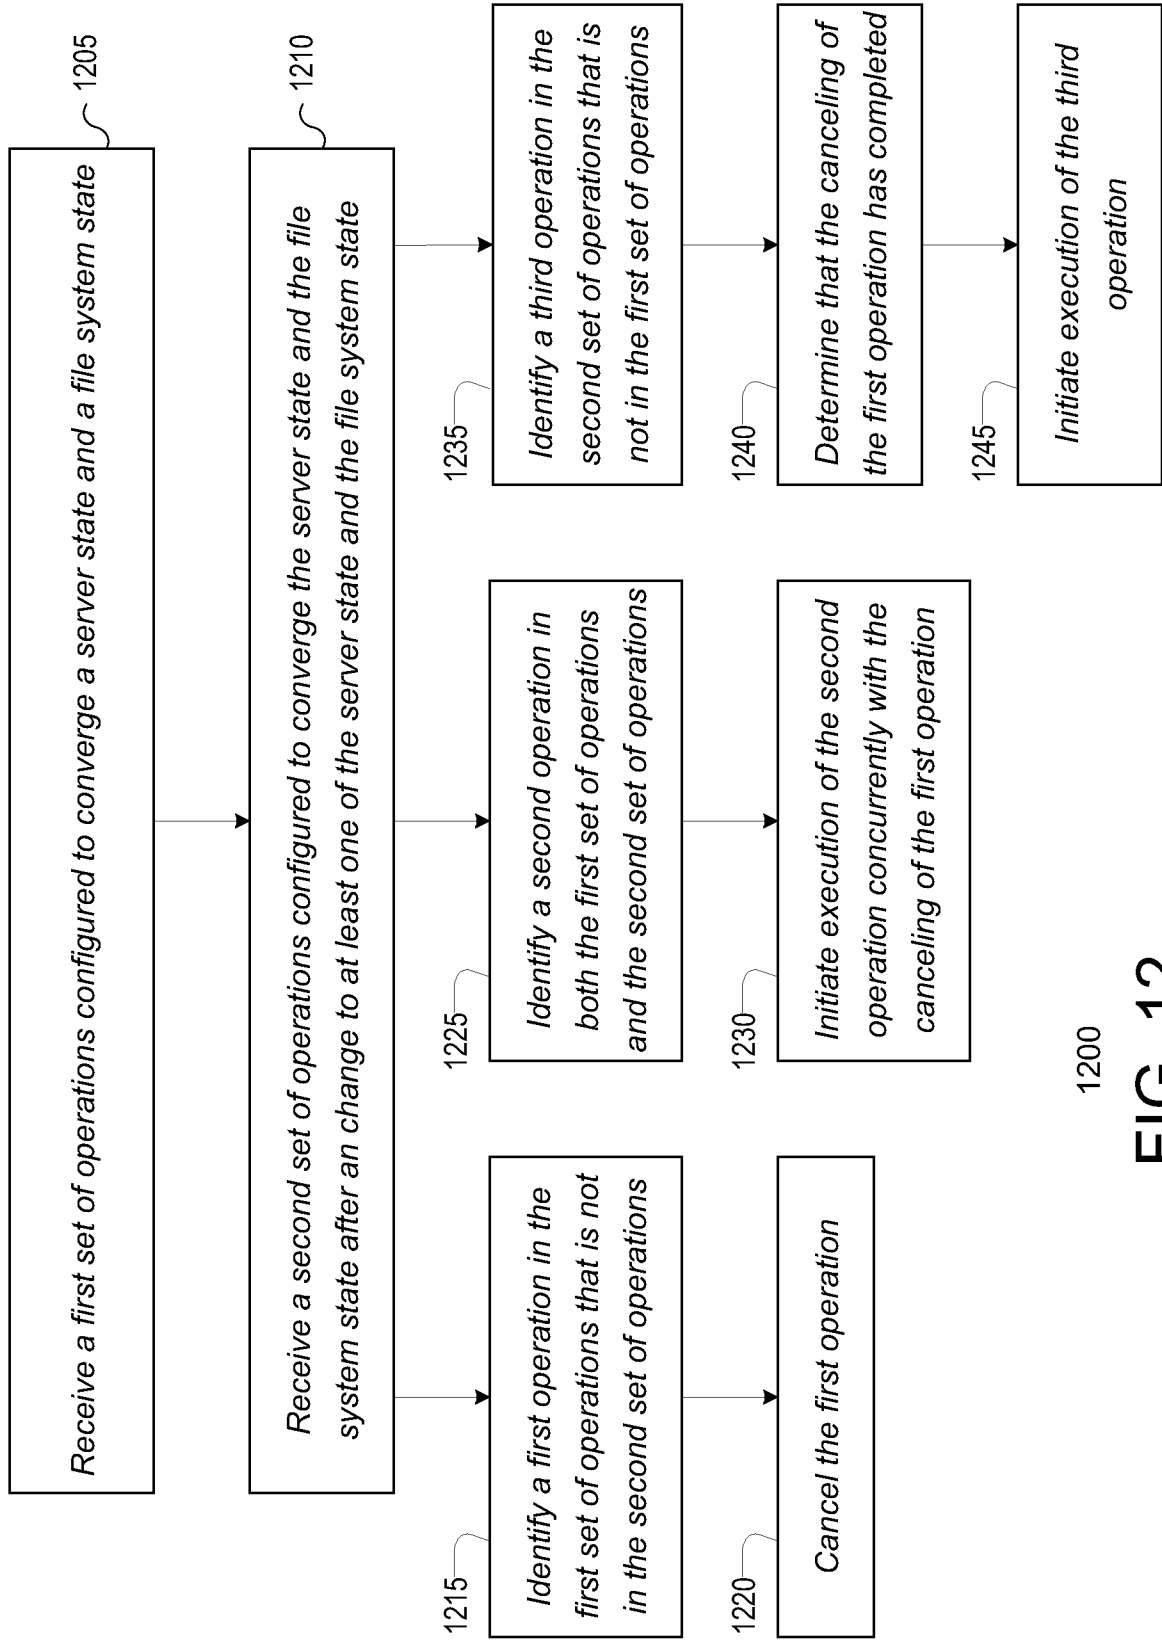 Receive a first set of operations configured to converge a server state and a file system state
1205
Receive a second set of operations configured to converge the server state and the file
system state after an change to at least one of the server state and the file system state
1210
1215
Identify a first operation in the
first set of operations that is not
in the second set of operations
1220
Cancel the first operation
1225
Identify a second operation in
both the first set of operations
and the second set of operations
1230
Initiate execution of the second
operation concurrently with the
canceling of the first operation
1235
Identify a third operation in the
second set of operations that is
not in the first set of operations
1240
Determine that the canceling of
the first operation has completed
1245
Initiate execution of the third
operation
1200
FIG. 12